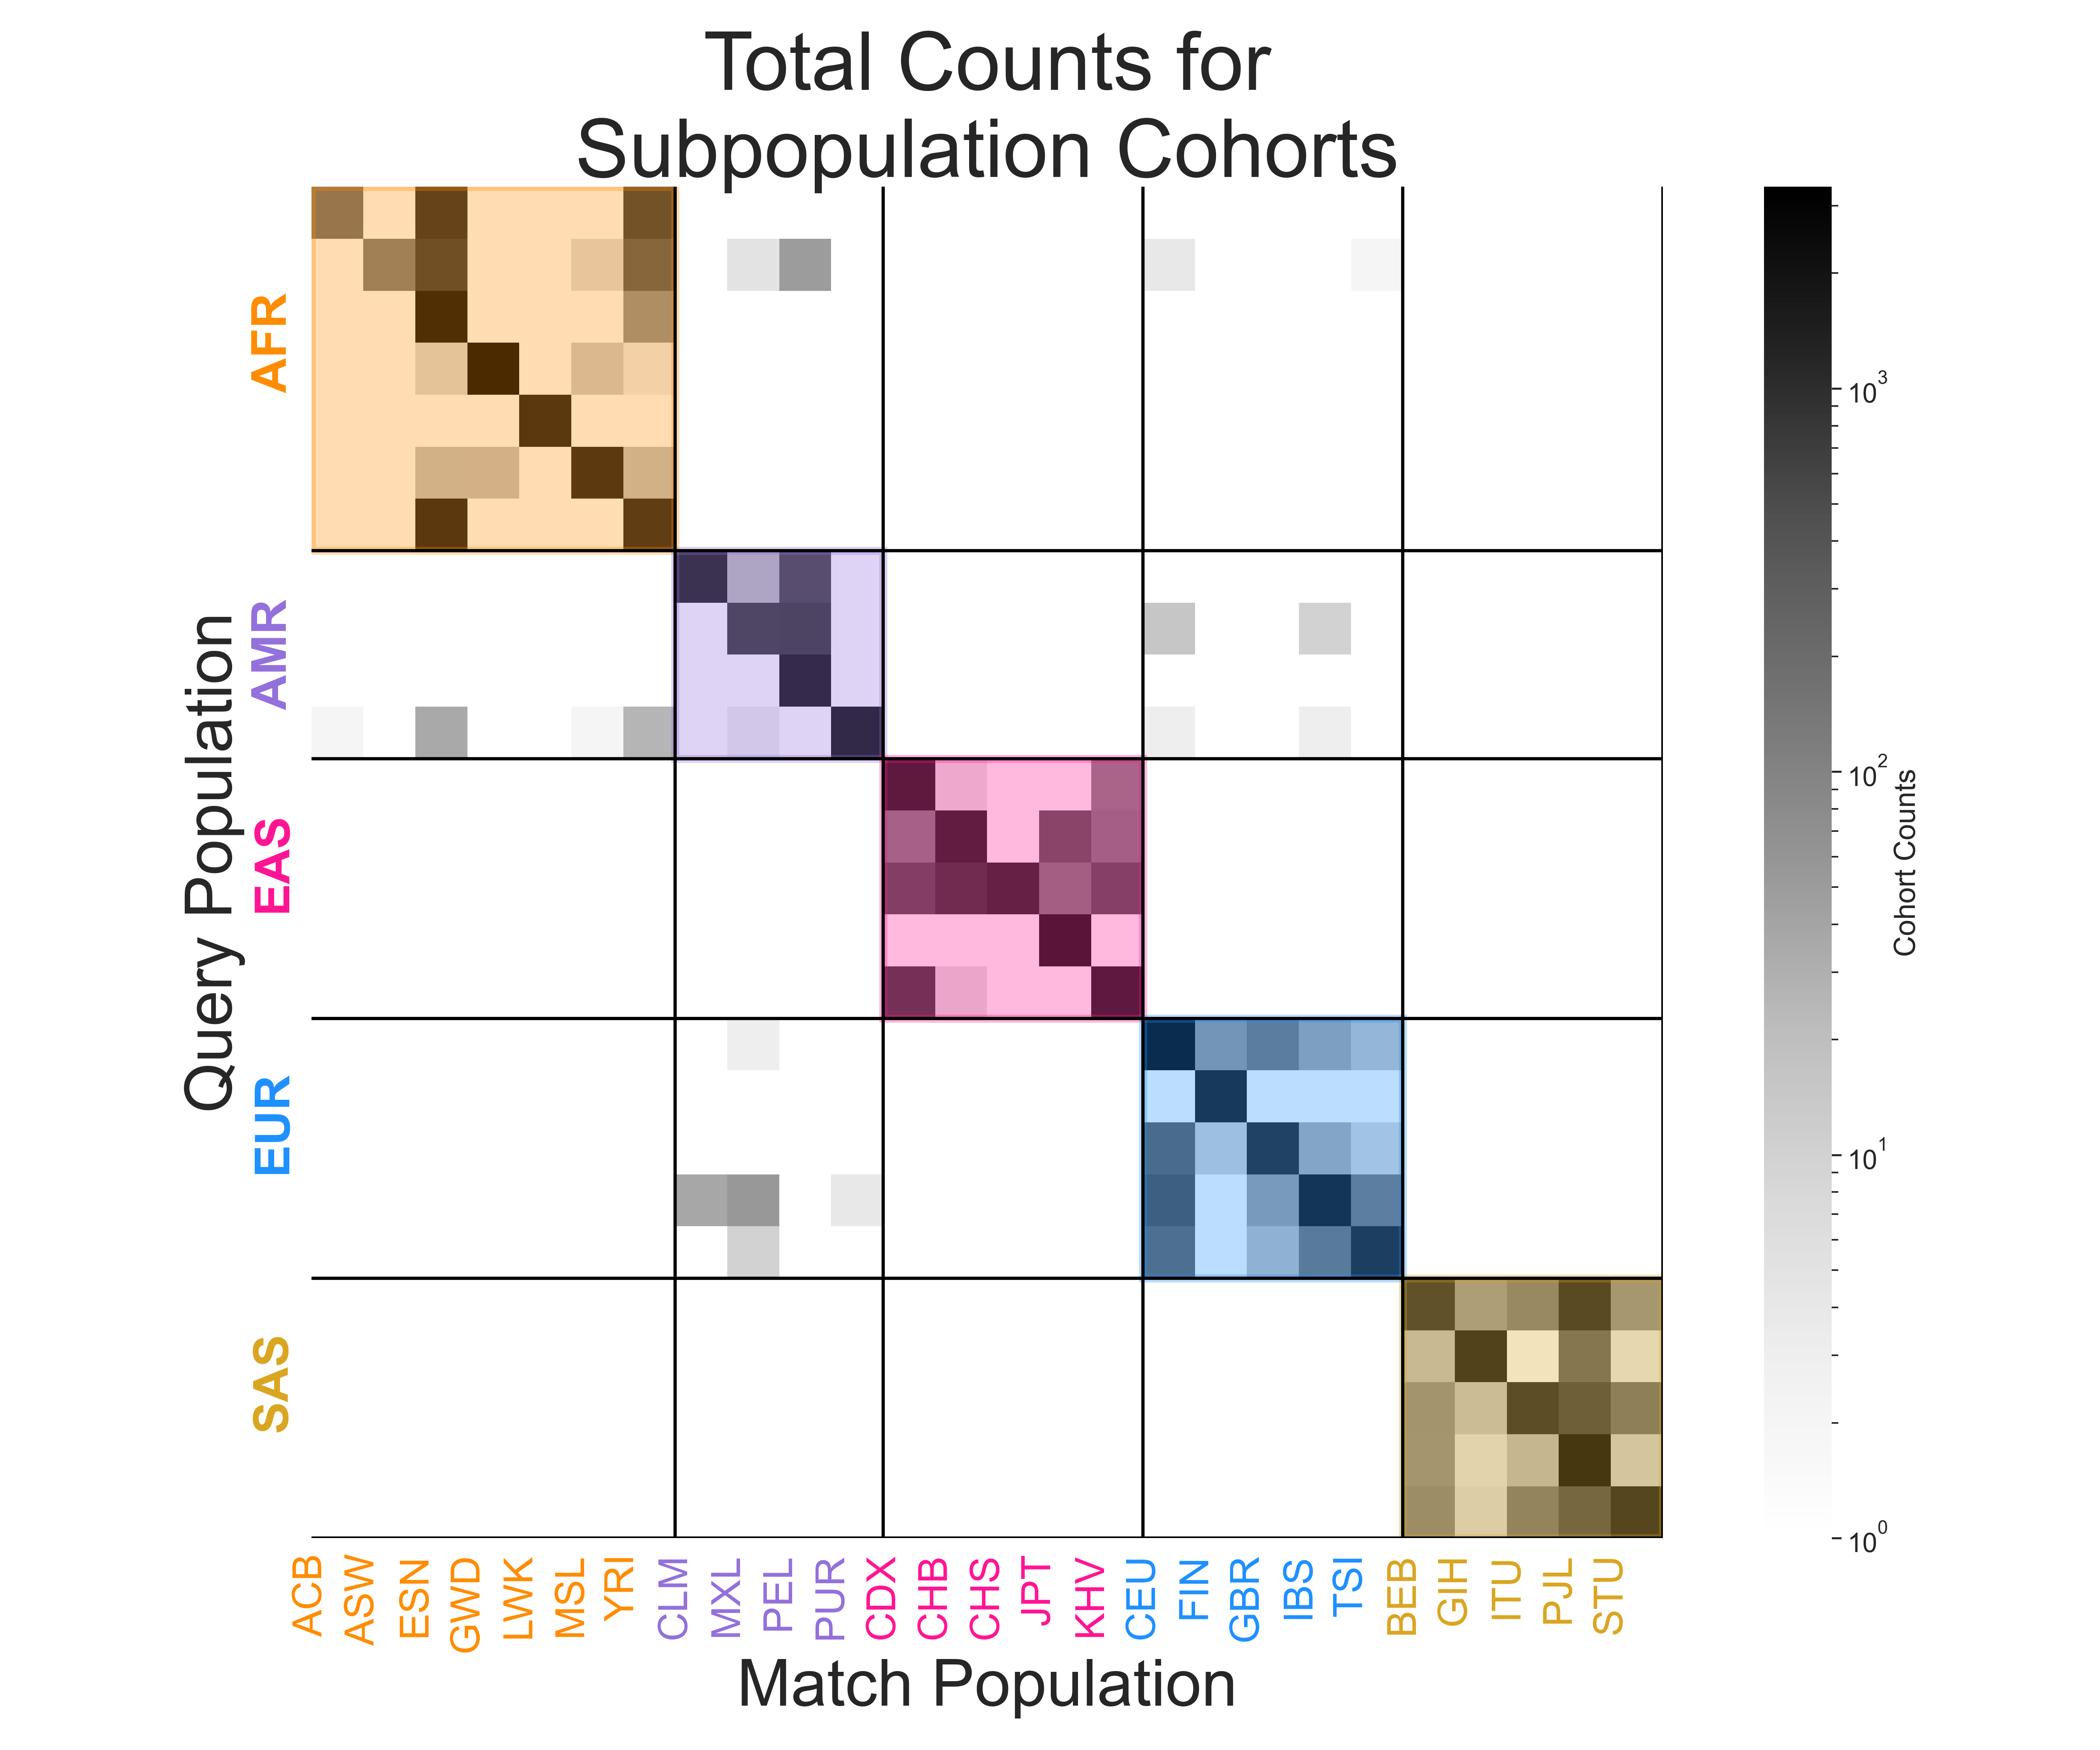 Total Counts for
Subpopulation Cohorts
Query Population
AFR
AMR
EAS
EUR
SAS
ACB
ASW
ESN
GWD
LWK
MSL
YRI
CLM
MXL
PEL
PUR
CDX
CHB
CHS
JPT
KHV
CEU
FIN
GBR
IBS
TSI
BEB
GIH
ITU
PJL
STU
Match Population
10³
10²
10¹
10⁰
Cohort Counts